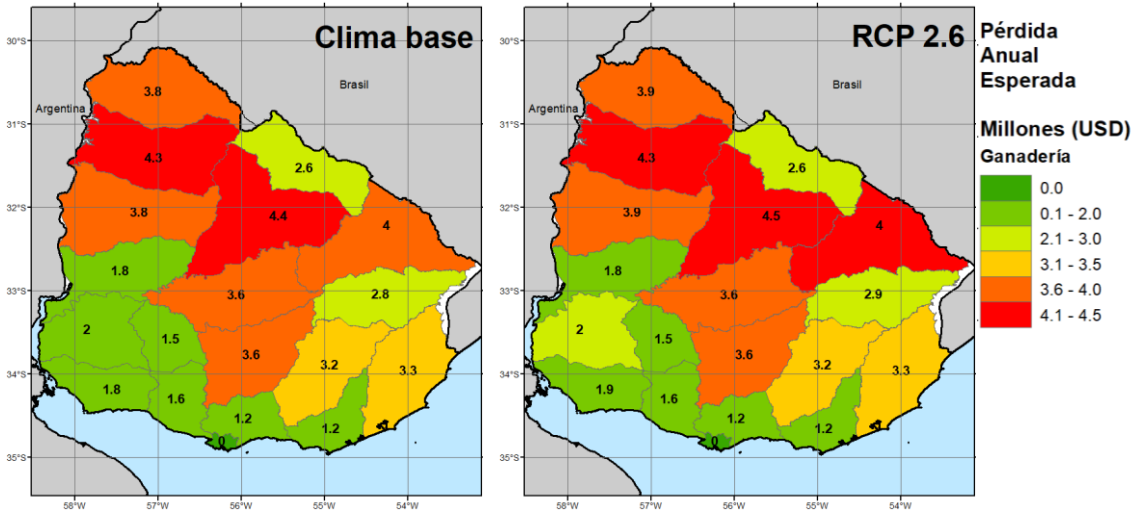 Clima base
30°S
31°S
32°S
33°S
34°S
35°S
58°W
57°W
56°W
55°W
54°W
Argentina
Brasil
3.8
4.3
2.6
3.8
4.4
4
1.8
3.6
2.8
2
1.5
3.6
3.2
3.3
1.8
1.6
1.2
1.2
0
RCP 2.6
30°S
31°S
32°S
33°S
34°S
35°S
58°W
57°W
56°W
55°W
54°W
Argentina
Brasil
3.9
4.3
2.6
3.9
4.5
4
1.8
3.6
2.9
2
1.5
3.6
3.2
3.3
1.9
1.6
1.2
1.2
0
Pérdida
Anual
Esperada
Millones (USD)
Ganadería
0.0
0.1 - 2.0
2.1 - 3.0
3.1 - 3.5
3.6 - 4.0
4.1 - 4.5